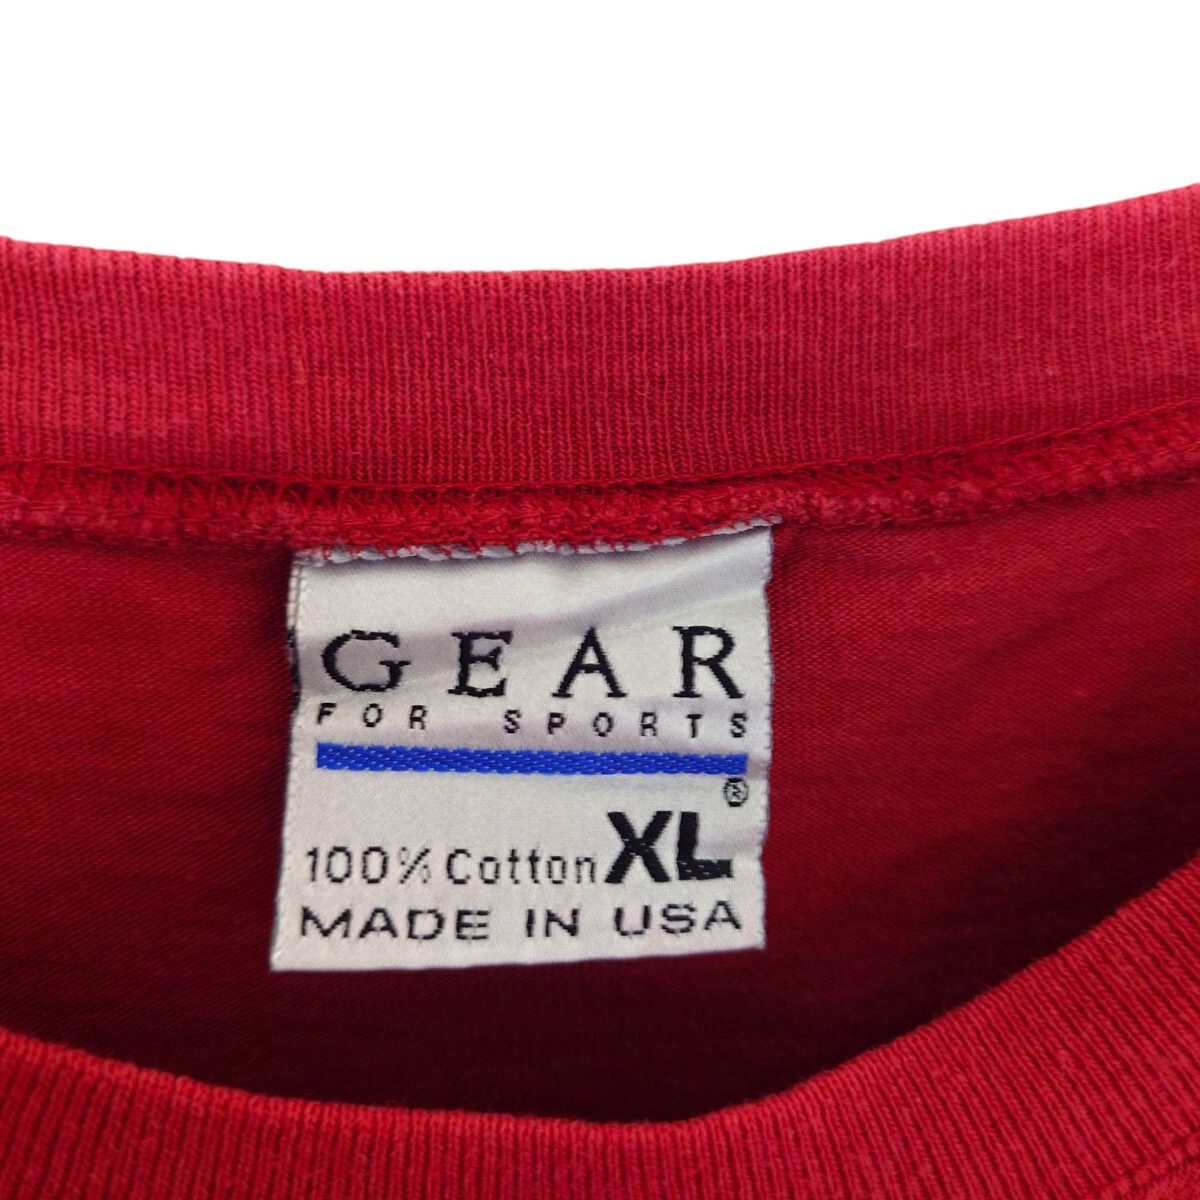 GEAR
FOR SPORTS
®
100% Cotton XL
MADE IN USA